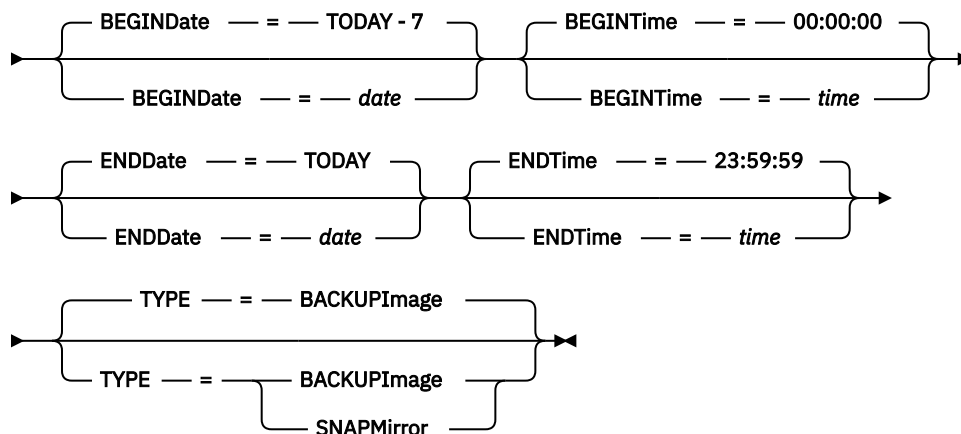 BEGINDate = TODAY - 7 BEGINTime = 00:00:00
BEGINDate = date BEGINTime = time
ENDDate = TODAY ENDTime = 23:59:59
ENDDate = date ENDTime = time
TYPE = BACKUPImage
TYPE = BACKUPImage
SNAPMirror